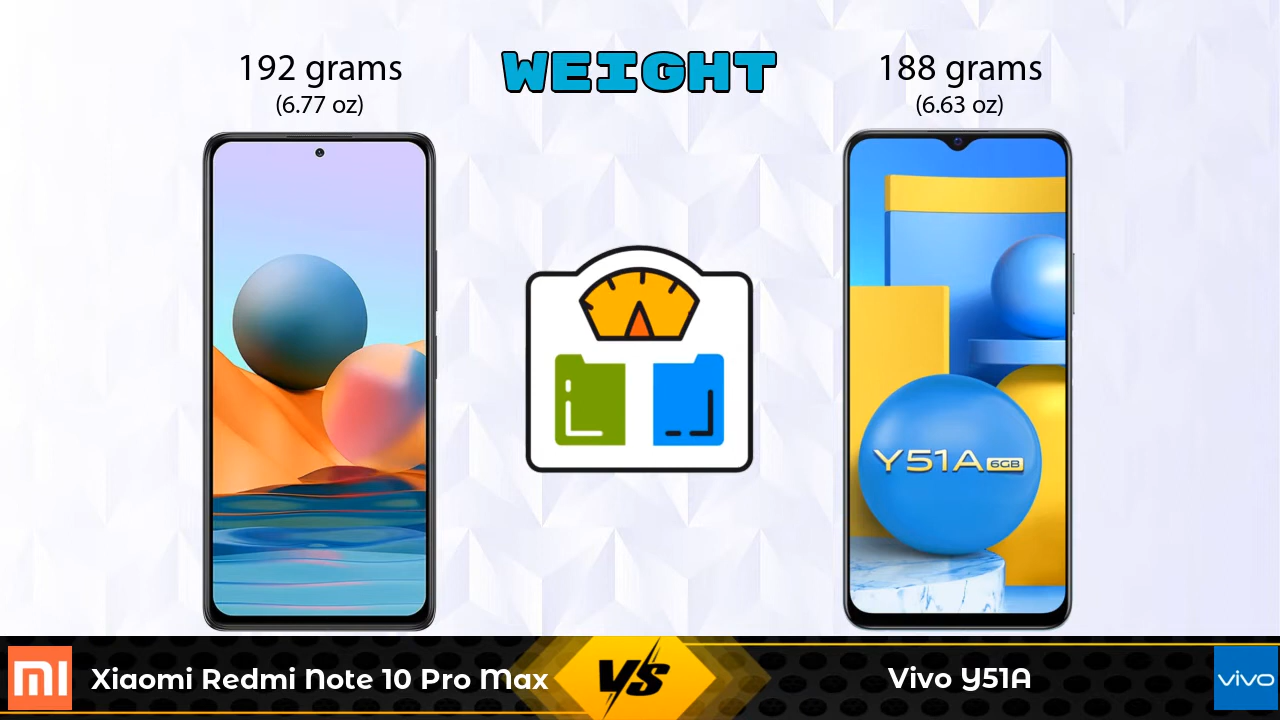 WEIGHT
192 grams
(6.77 oz)
188 grams
(6.63 oz)
Y51A 6GB
mi Xiaomi Redmi Note 10 Pro Max
VS
Vivo Y51A
vivo